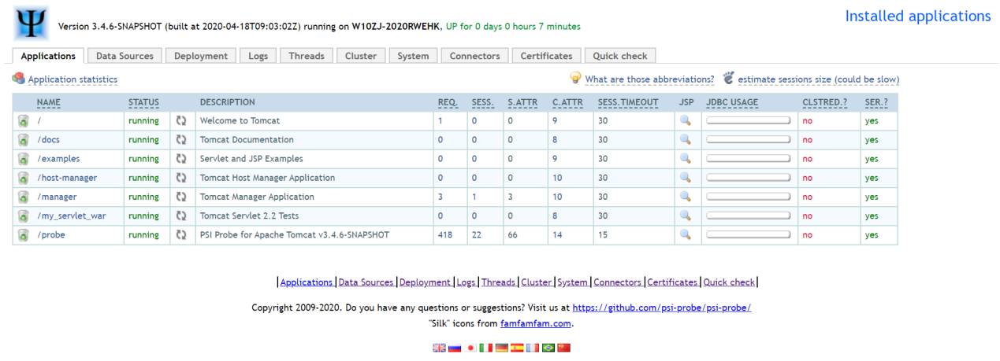 Installed applications
Version 3.4.6-SNAPSHOT (built at 2020-04-18T09:03:02Z) running on W10ZJ-2020RWEHK, UP for 0 days 0 hours 7 minutes
Applications Data Sources Deployment Logs Threads Cluster System Connectors Certificates Quick check
Application statistics What are those abbreviations? estimate sessions size (could be slow)
NAME STATUS DESCRIPTION REQ. SESS. S.ATTR C.ATTR SESS.TIMEOUT JSP JDBC USAGE CLSTRED.? SER.?
/ running Welcome to Tomcat 1 0 0 9 30 no yes
/docs running Tomcat Documentation 0 0 0 8 30 no yes
/examples running Servlet and JSP Examples 0 0 0 9 30 no yes
/host-manager running Tomcat Host Manager Application 0 0 0 10 30 no yes
/manager running Tomcat Manager Application 3 1 3 10 30 no yes
/my_servlet_war running Tomcat Servlet 2.2 Tests 0 0 0 8 30 no yes
/probe running PSI Probe for Apache Tomcat v3.4.6-SNAPSHOT 418 22 66 14 15 no yes
|Applications|Data Sources|Deployment|Logs|Threads|Cluster|System|Connectors|Certificates|Quick check|
Copyright 2009-2020. Do you have any questions or suggestions? Visit us at https://github.com/psi-probe/psi-probe/
"Silk" icons from famfamfam.com.